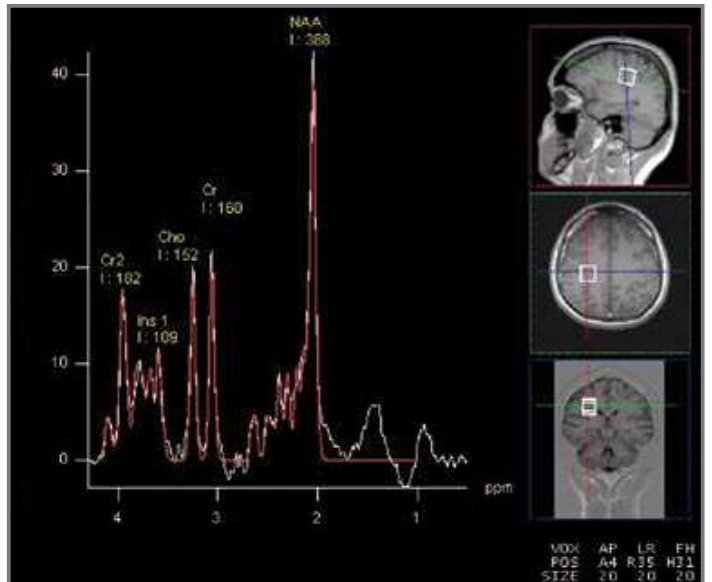 NAA
I : 388
40
30
Cr
I : 160
Cho
I : 152
20
Cr2
I : 182
Ins 1
I : 109
10
0
ppm
4 3 2 1
VOX AP LR FH
POS A4 R35 H31
SIZE 20 20 20